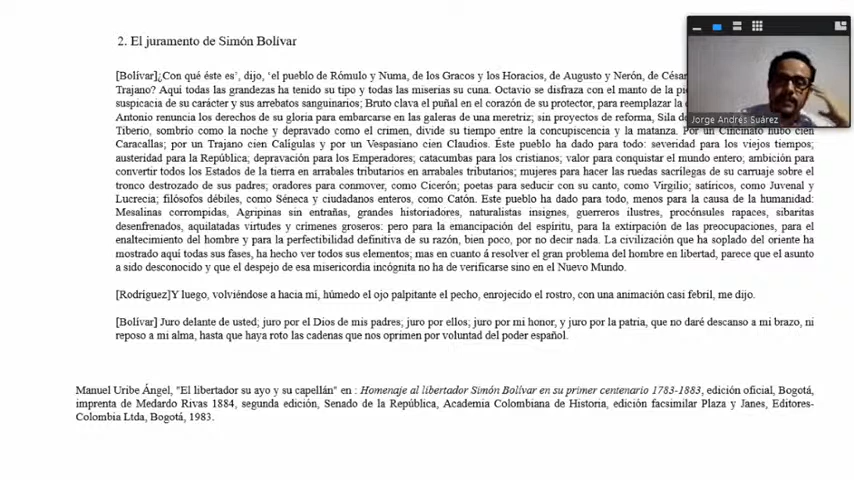 2. El juramento de Simón Bolívar
[Bolívar]¿Con qué éste es', dijo, 'el pueblo de Rómulo y Numa, de los Gracos y los Horacios, de Augusto y Nerón, de César
Trajano? Aquí todas las grandezas ha tenido su tipo y todas las miserias su cuna. Octavio se disfraza con el manto de la
suspicacia de su carácter y sus arrebatos sanguinarios; Bruto clava el puñal en el corazón de su protector, para reemplazar la
Antonio renuncia los derechos de su gloria para embarcarse en las galeras de una meretriz; sin proyectos de reforma, Sila
Jorge Andrés Suárez
Tiberio, sombrío como la noche y depravado como el crimen, divide su tiempo entre la concupiscencia y la matanza. Por un Cincinato hubo cien
Caracallas; por un Trajano cien Calígulas y por un Vespasiano cien Claudios. Éste pueblo ha dado para todo: severidad para los viejos tiempos;
austeridad para la República; depravación para los Emperadores; catacumbas para los cristianos; valor para conquistar el mundo entero; ambición para
convertir todos los Estados de la tierra en arrabales tributarios en arrabales tributarios; mujeres para hacer las ruedas sacrílegas de su carruaje sobre el
tronco destrozado de sus padres; oradores para conmover, como Cicerón; poetas para seducir con su canto, como Virgilio; satíricos, como Juvenal y
Lucrecia; filósofos débiles, como Séneca y ciudadanos enteros, como Catón. Este pueblo ha dado para todo, menos para la causa de la humanidad:
Mesalinas corrompidas, Agripinas sin entrañas, grandes historiadores, naturalistas insignes, guerreros ilustres, procónsules rapaces, sibaritas
desenfrenados, aquilatadas virtudes y crímenes groseros: pero para la emancipación del espíritu, para la extirpación de las preocupaciones, para el
enaltecimiento del hombre y para la perfectibilidad definitiva de su razón, bien poco, por no decir nada. La civilización que ha soplado del oriente ha
mostrado aquí todas sus fases, ha hecho ver todos sus elementos; mas en cuanto á resolver el gran problema del hombre en libertad, parece que el asunto
a sido desconocido y que el despejo de esa misericordia incógnita no ha de verificarse sino en el Nuevo Mundo.
[Rodríguez]Y luego, volviéndose a hacia mi, húmedo el ojo palpitante el pecho, enrojecido el rostro, con una animación casi febril, me dijo.
[Bolívar] Juro delante de usted; juro por el Dios de mis padres; juro por ellos; juro por mi honor, y juro por la patria, que no daré descanso a mi brazo, ni
reposo a mi alma, hasta que haya roto las cadenas que nos oprimen por voluntad del poder español.
Manuel Uribe Ángel, "El libertador su ayo y su capellán" en : Homenaje al libertador Simón Bolívar en su primer centenario 1783-1883, edición oficial, Bogotá,
imprenta de Medardo Rivas 1884, segunda edición, Senado de la República, Academia Colombiana de Historia, edición facsimilar Plaza y Janes, Editores-
Colombia Ltda, Bogotá, 1983.